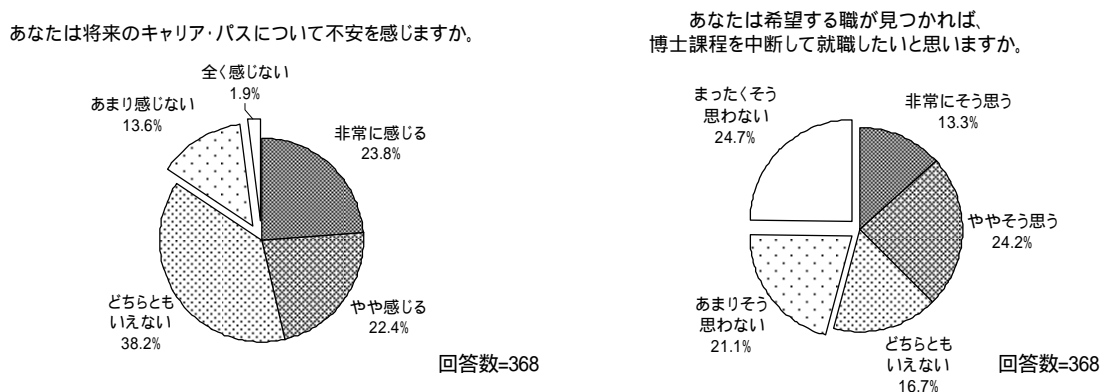 あなたは将来のキャリア・パスについて不安を感じますか。
全く感じない
1.9%
あまり感じない
13.6%
非常に感じる
23.8%
どちらとも
いえない
38.2%
やや感じる
22.4%
回答数=368
あなたは希望する職が見つかれば、
博士課程を中断して就職したいと思いますか。
まったくそう
思わない
24.7%
非常にそう思う
13.3%
ややそう思う
24.2%
あまりそう
思わない
21.1%
どちらとも
いえない
16.7%
回答数=368